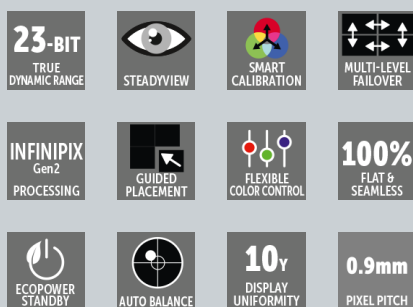 23-BIT
TRUE
DYNAMIC RANGE
STEADYVIEW
SMART
CALIBRATION
MULTI-LEVEL
FAILOVER
INFINIPIX
Gen2
PROCESSING
GUIDED
PLACEMENT
FLEXIBLE
COLOR CONTROL
100%
FLAT &
SEAMLESS
ECOPOWER
STANDBY
AUTO BALANCE
10Y
DISPLAY
UNIFORMITY
0.9mm
PIXEL PITCH